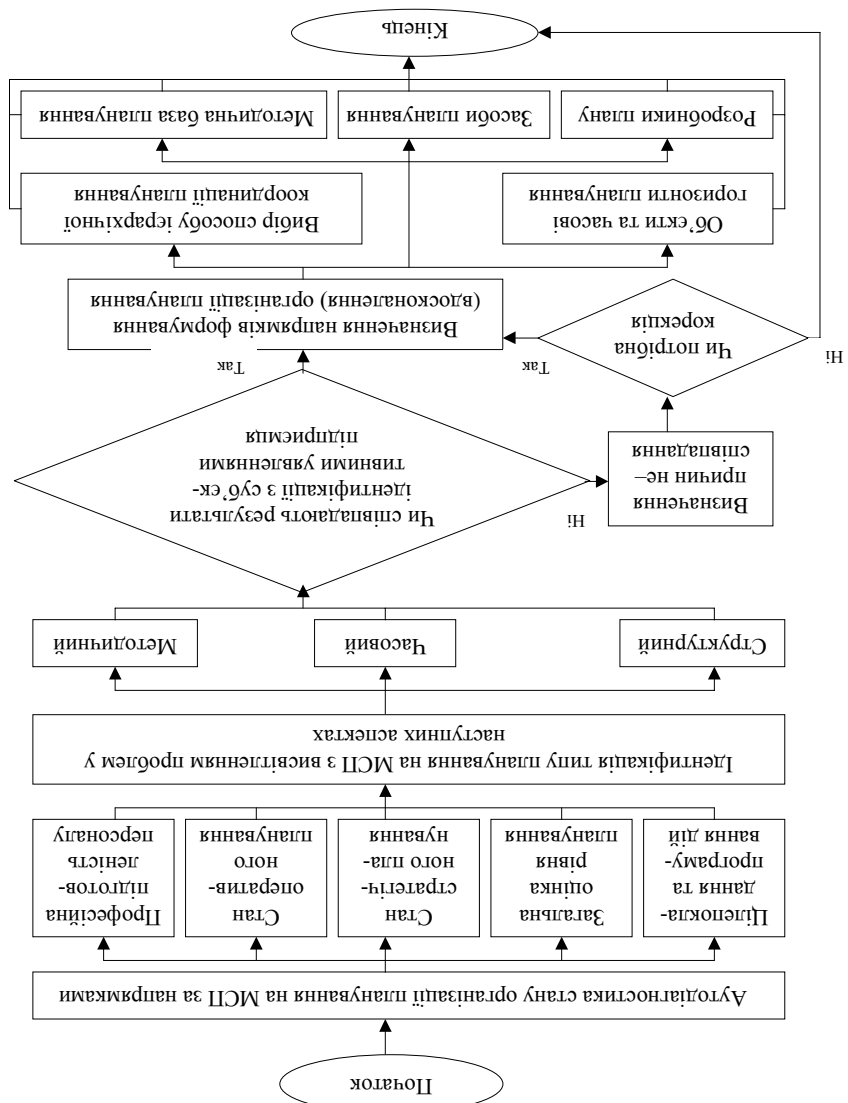 Початок
Аутодіагностика стану організації планування на МСП за напрямками
Цілепокла-
дання та
програму-
вання дій
Загальна
оцінка
рівня
планування
Стан
стратегіч-
ного пла-
нування
Стан
оператив-
ного
планування
Професійна
підготов-
леність
персоналу
Ідентифікація типу планування на МСП з висвітленням проблем у
наступних аспектах
Структурний
Часовий
Методичний
Чи співпадають результати
ідентифікації з суб’єк-
тивними уявленнями
підприємця
Ні
Визначення
причин не–
співпадання
Чи потрібна
корекція
Ні
Так
Так
Визначення напрямків формування
(вдосконалення) організації планування
Об’єкти та часові
горизонти планування
Вибір способу ієрархічної
координації планування
Розробники плану
Засоби планування
Методична база планування
Кінець